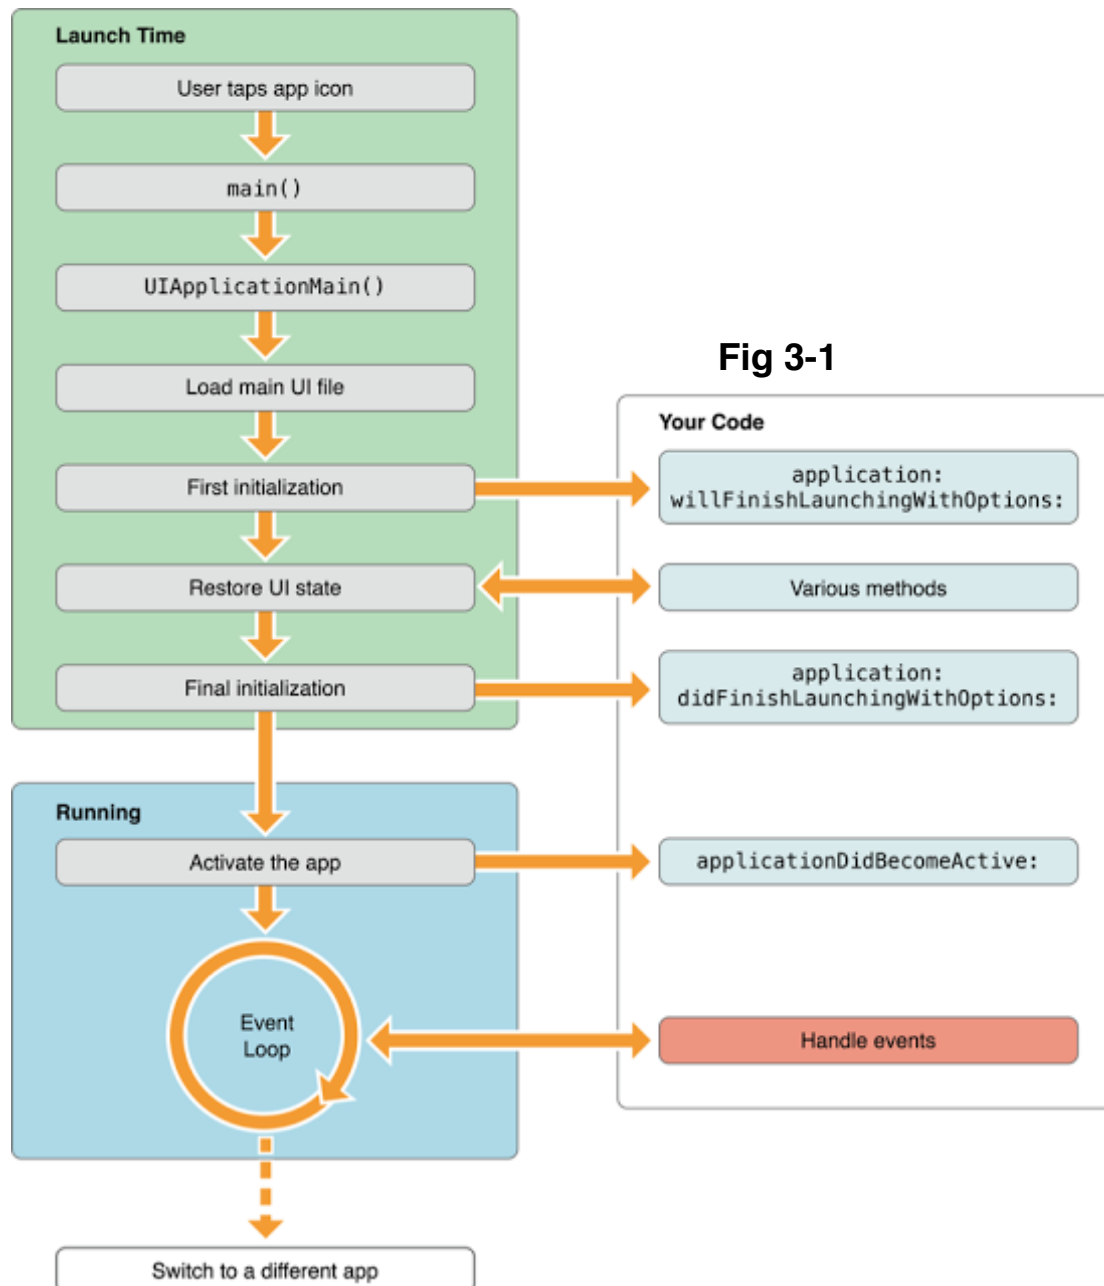 Launch Time
User taps app icon
main()
UIApplicationMain()
Load main UI file
First initialization
Restore UI state
Final initialization
Running
Activate the app
Event
Loop
Switch to a different app
Fig 3-1
Your Code
application:
willFinishLaunchingWithOptions:
Various methods
application:
didFinishLaunchingWithOptions:
applicationDidBecomeActive:
Handle events